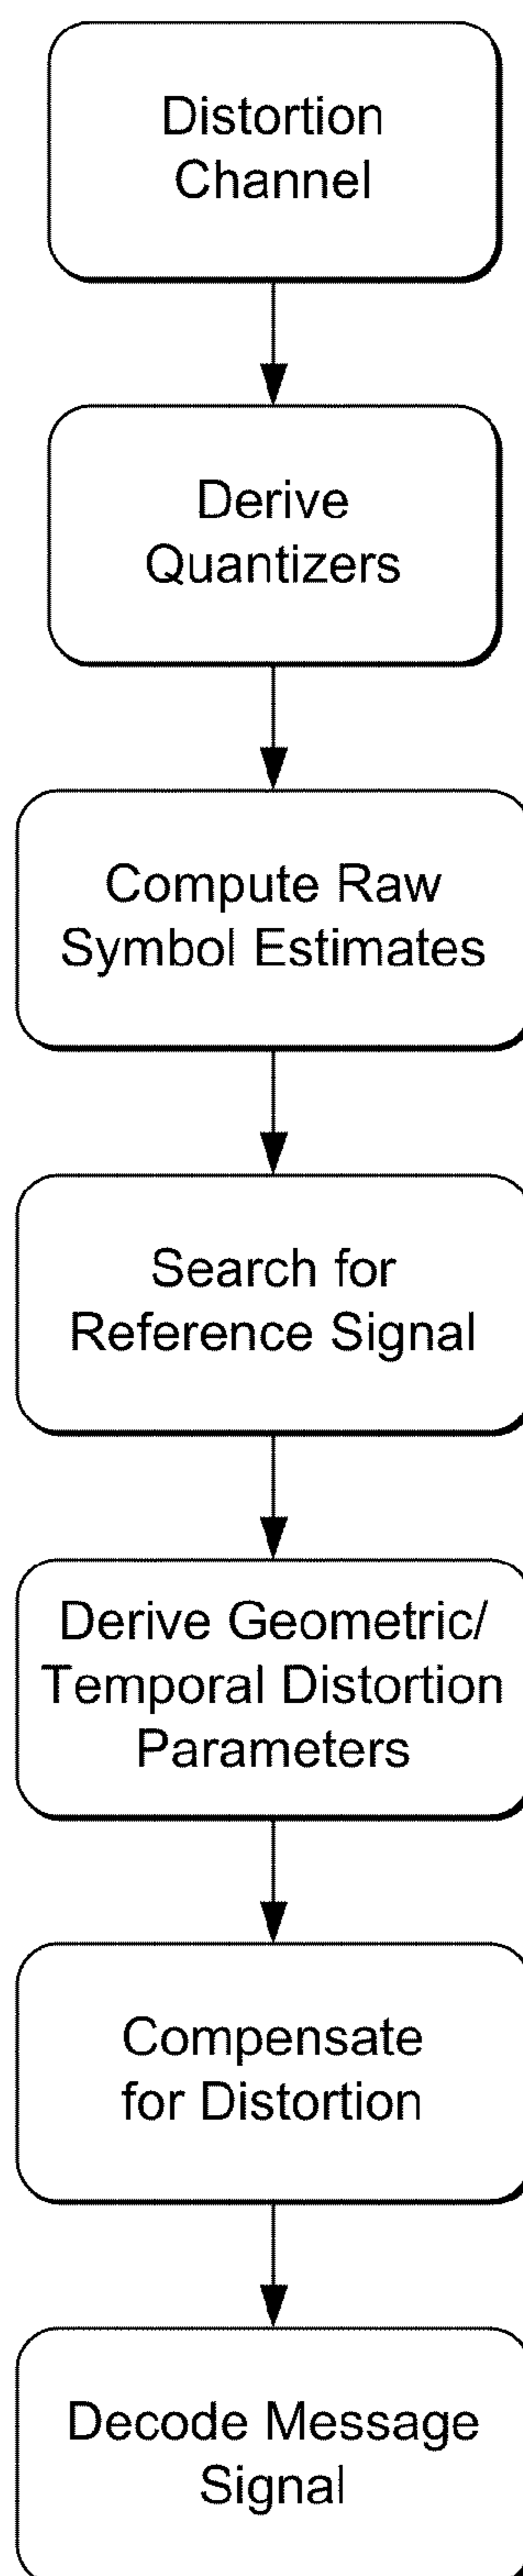 Distortion
Channel
Derive
Quantizers
Compute Raw
Symbol Estimates
Search for
Reference Signal
Derive Geometric/
Temporal Distortion
Parameters
Compensate
for Distortion
Decode Message
Signal